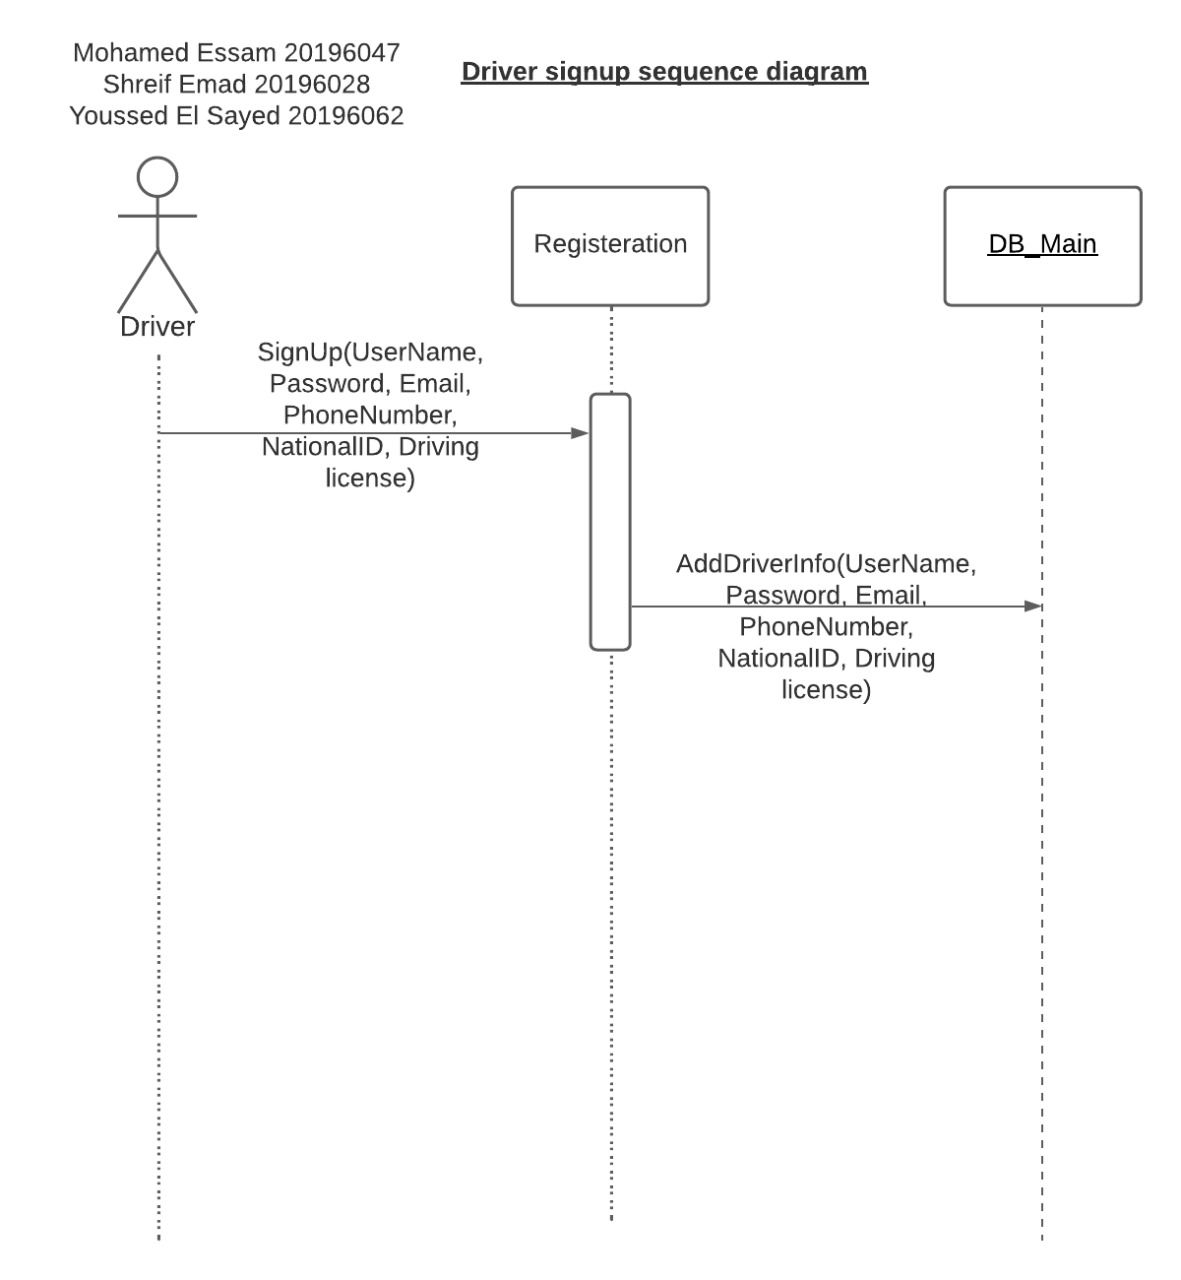 Mohamed Essam 20196047
Shreif Emad 20196028
Youssed El Sayed 20196062
Driver signup sequence diagram
Registeration
DB_Main
Driver
SignUp(UserName,
Password, Email,
PhoneNumber,
NationalID, Driving
license)
AddDriverInfo(UserName,
Password, Email,
PhoneNumber,
NationalID, Driving
license)